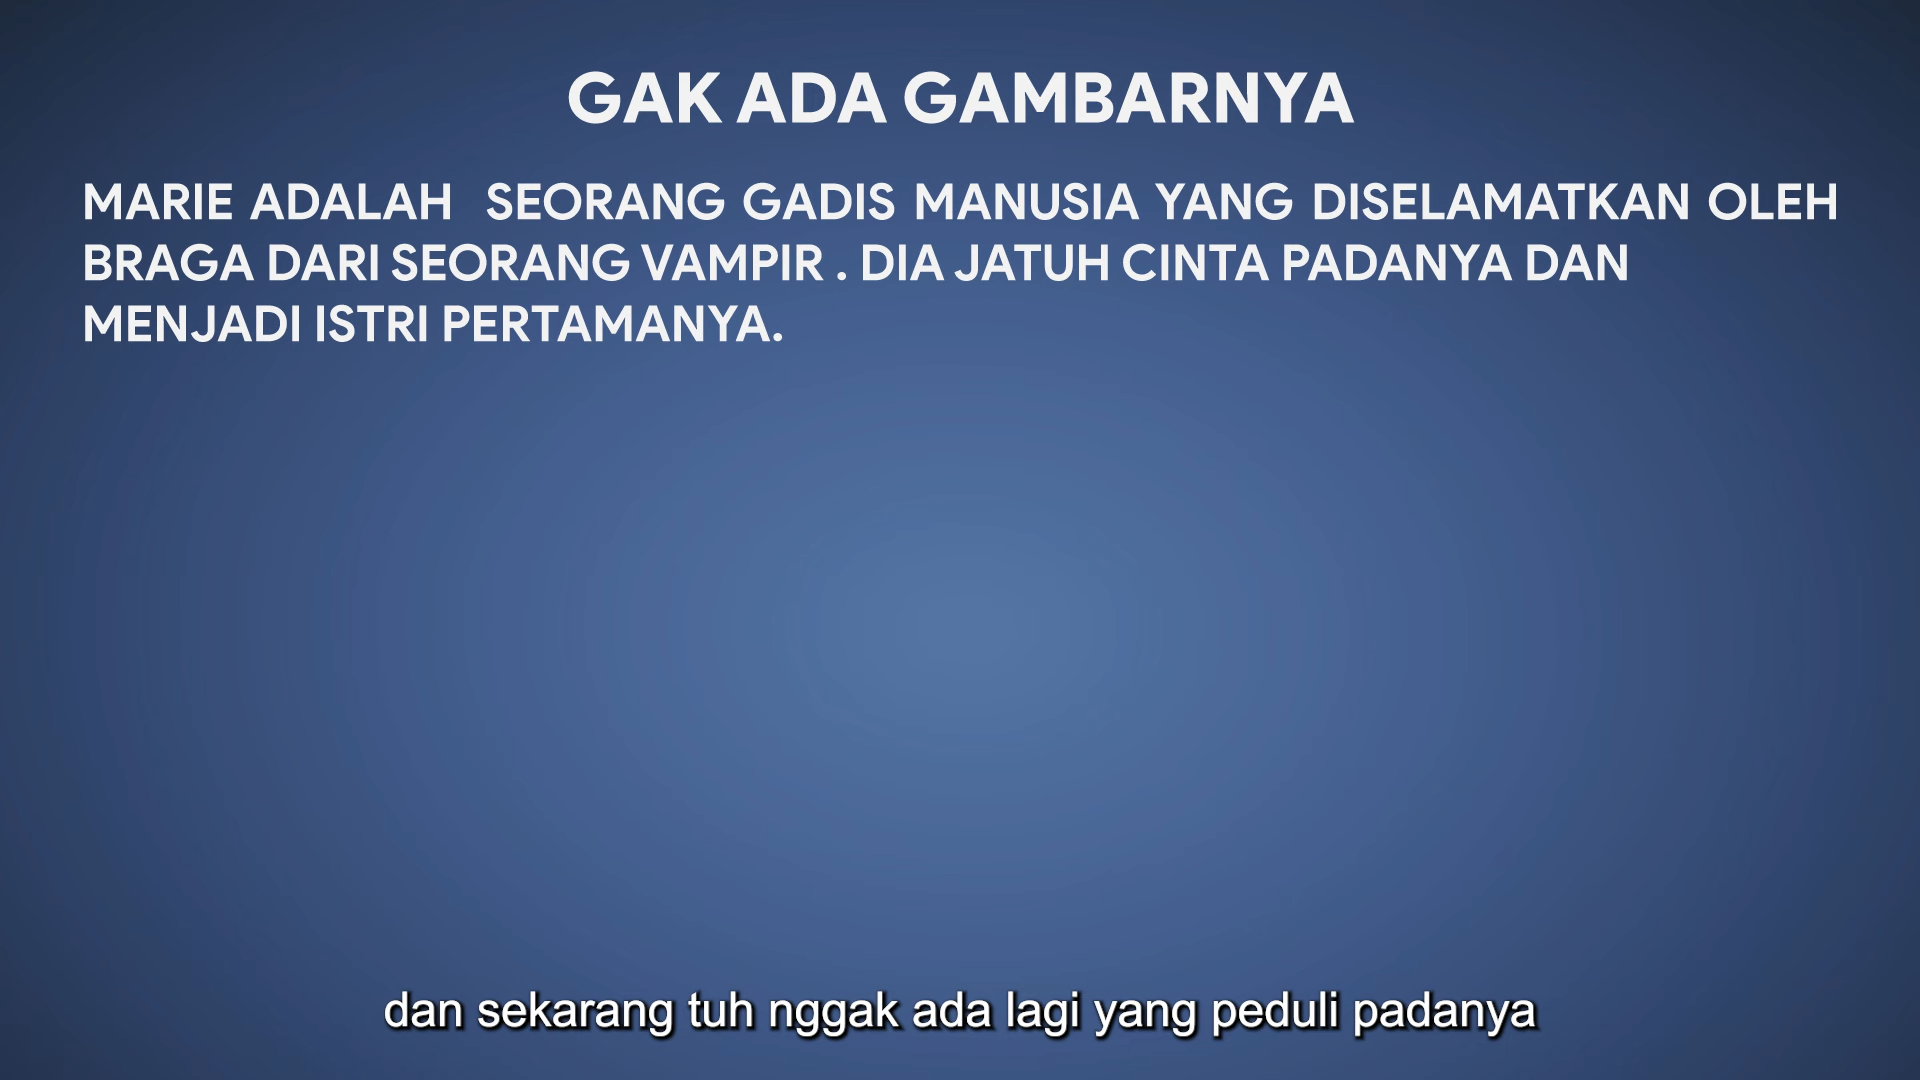 GAK ADA GAMBARNYA
MARIE ADALAH  SEORANG GADIS MANUSIA YANG DISELAMATKAN OLEH
BRAGA DARI SEORANG VAMPIR . DIA JATUH CINTA PADANYA DAN
MENJADI ISTRI PERTAMANYA.
dan sekarang tuh nggak ada lagi yang peduli padanya